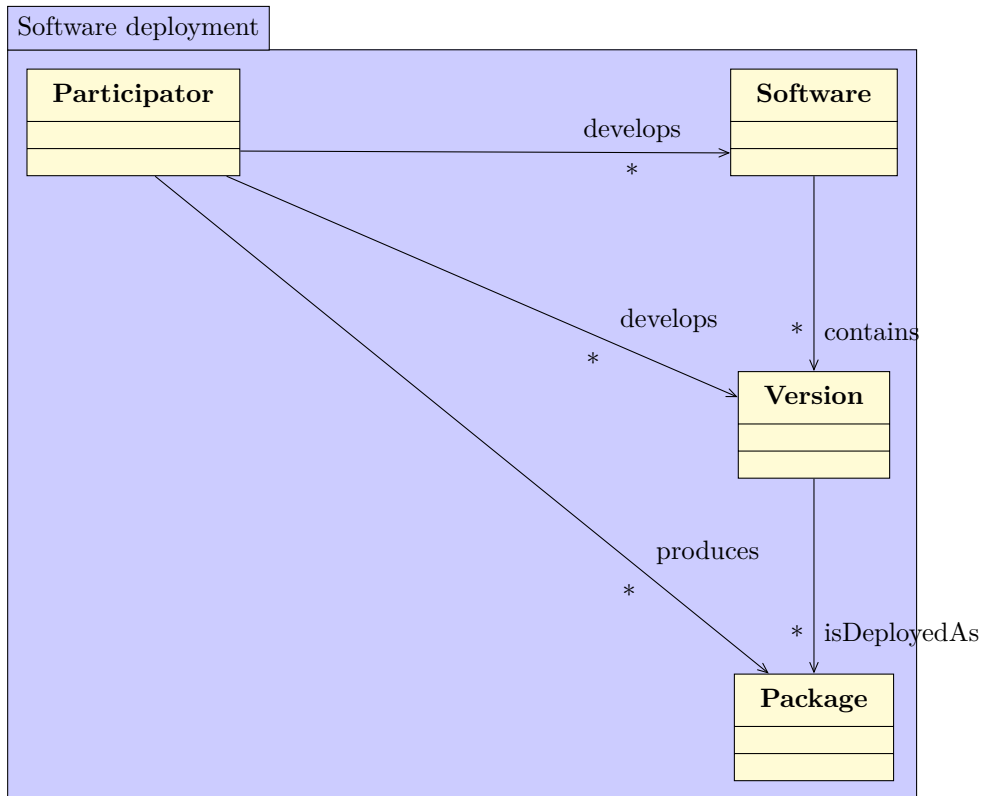 Software deployment
Participator
Software
develops
*
develops
*
* contains
Version
produces
*
* isDeployedAs
Package